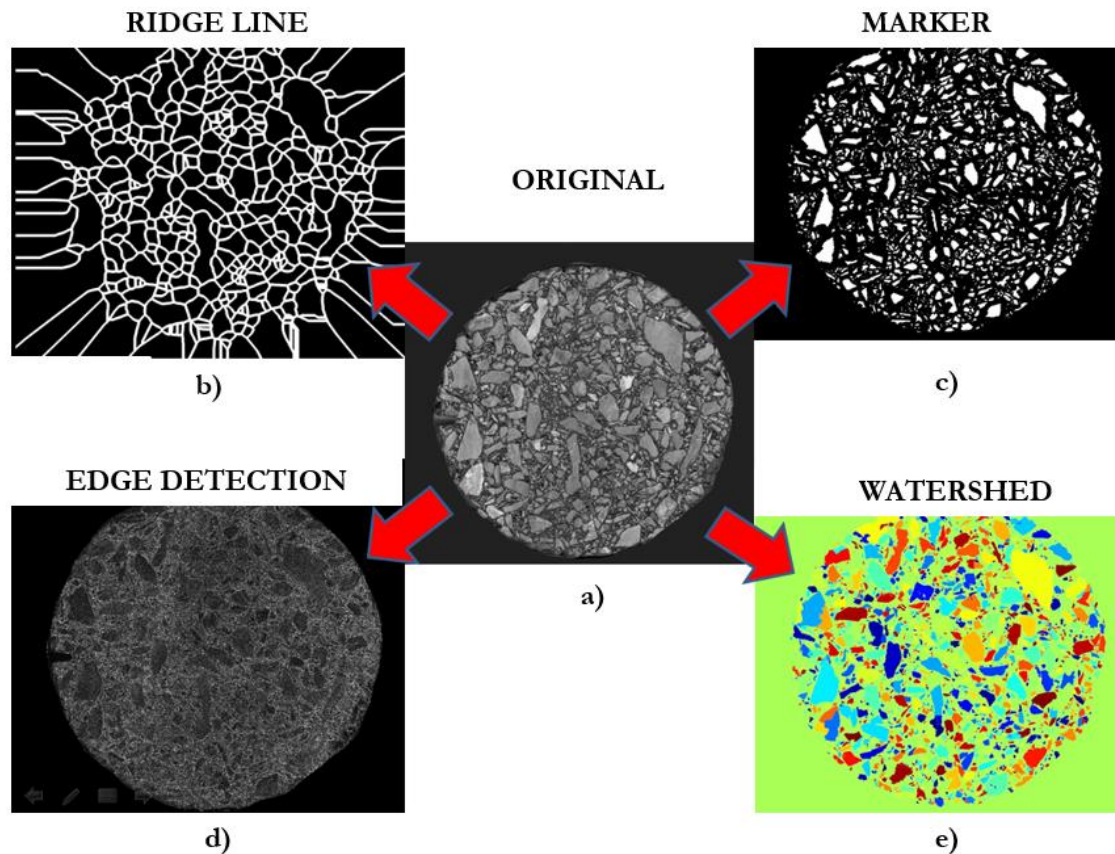 RIDGE LINE
MARKER
ORIGINAL
b)
c)
EDGE DETECTION
WATERSHED
a)
d)
e)